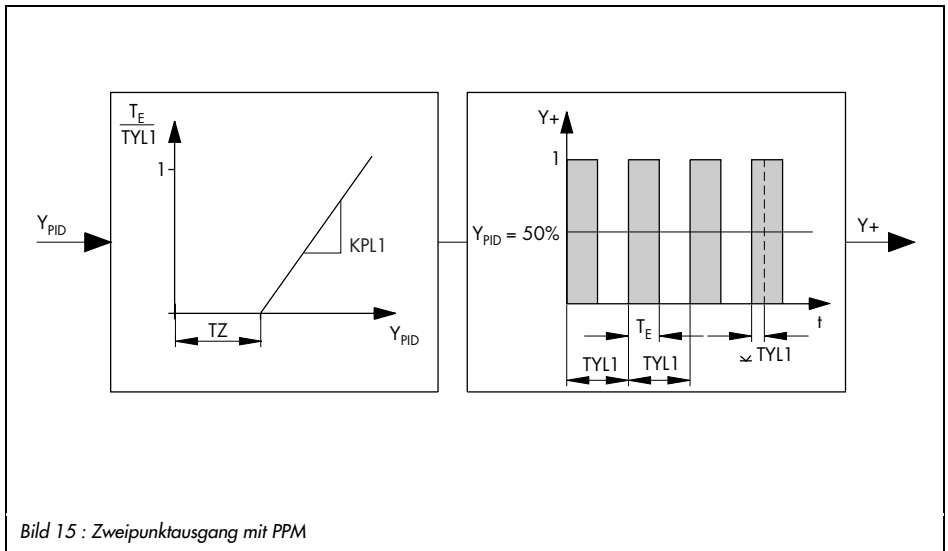 Y_PID
T_E
TYL1
1
KPL1
TZ
Y_PID
Y+
1
Y_PID = 50%
T_E
t
⋉ TYL1
TYL1 TYL1
Y+
Bild 15 : Zweipunktausgang mit PPM